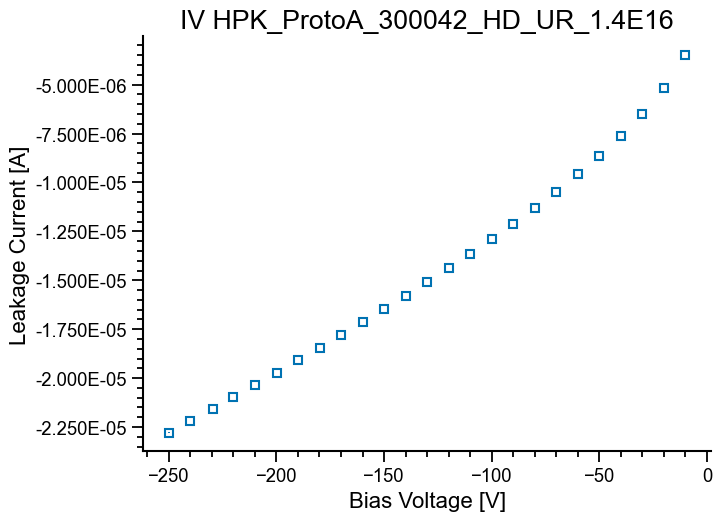 IV HPK_ProtoA_300042_HD_UR_1.4E16
-5.000E-06
-7.500E-06
-1.000E-05
-1.250E-05
-1.500E-05
-1.750E-05
-2.000E-05
-2.250E-05
Leakage Current [A]
−250 −200 −150 −100 −50 0
Bias Voltage [V]